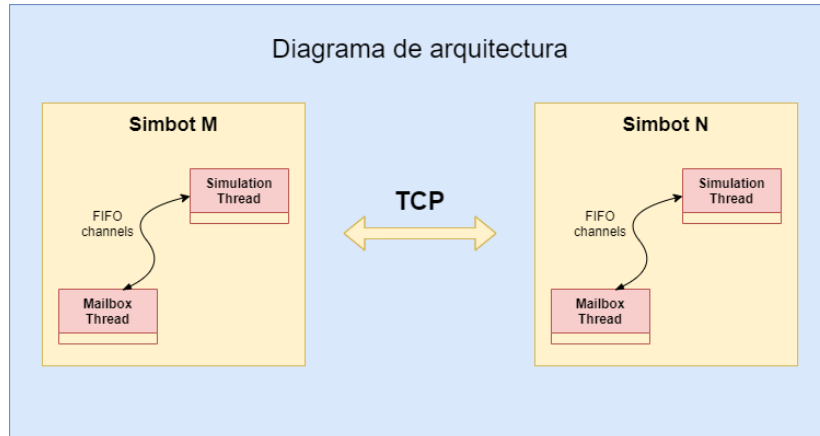 Diagrama de arquitectura
Simbot M
Simulation
Thread
FIFO
channels
Mailbox
Thread
TCP
Simbot N
Simulation
Thread
FIFO
channels
Mailbox
Thread